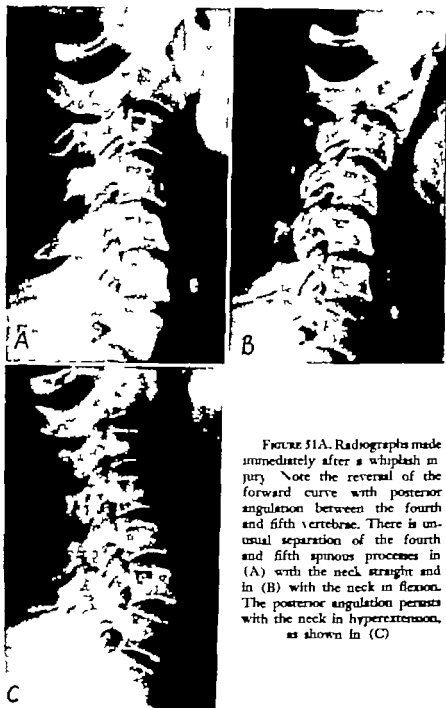 A
B
C
FIGURE 51A. Radiographs made
immediately after a whiplash in
jury Note the reversal of the
forward curve with posterior
angulation between the fourth
and fifth vertebrae. There is un-
usual separation of the fourth
and fifth spinous processes in
(A) with the neck straight and
in (B) with the neck in flexion.
The posterior angulation persists
with the neck in hyperextension,
as shown in (C)